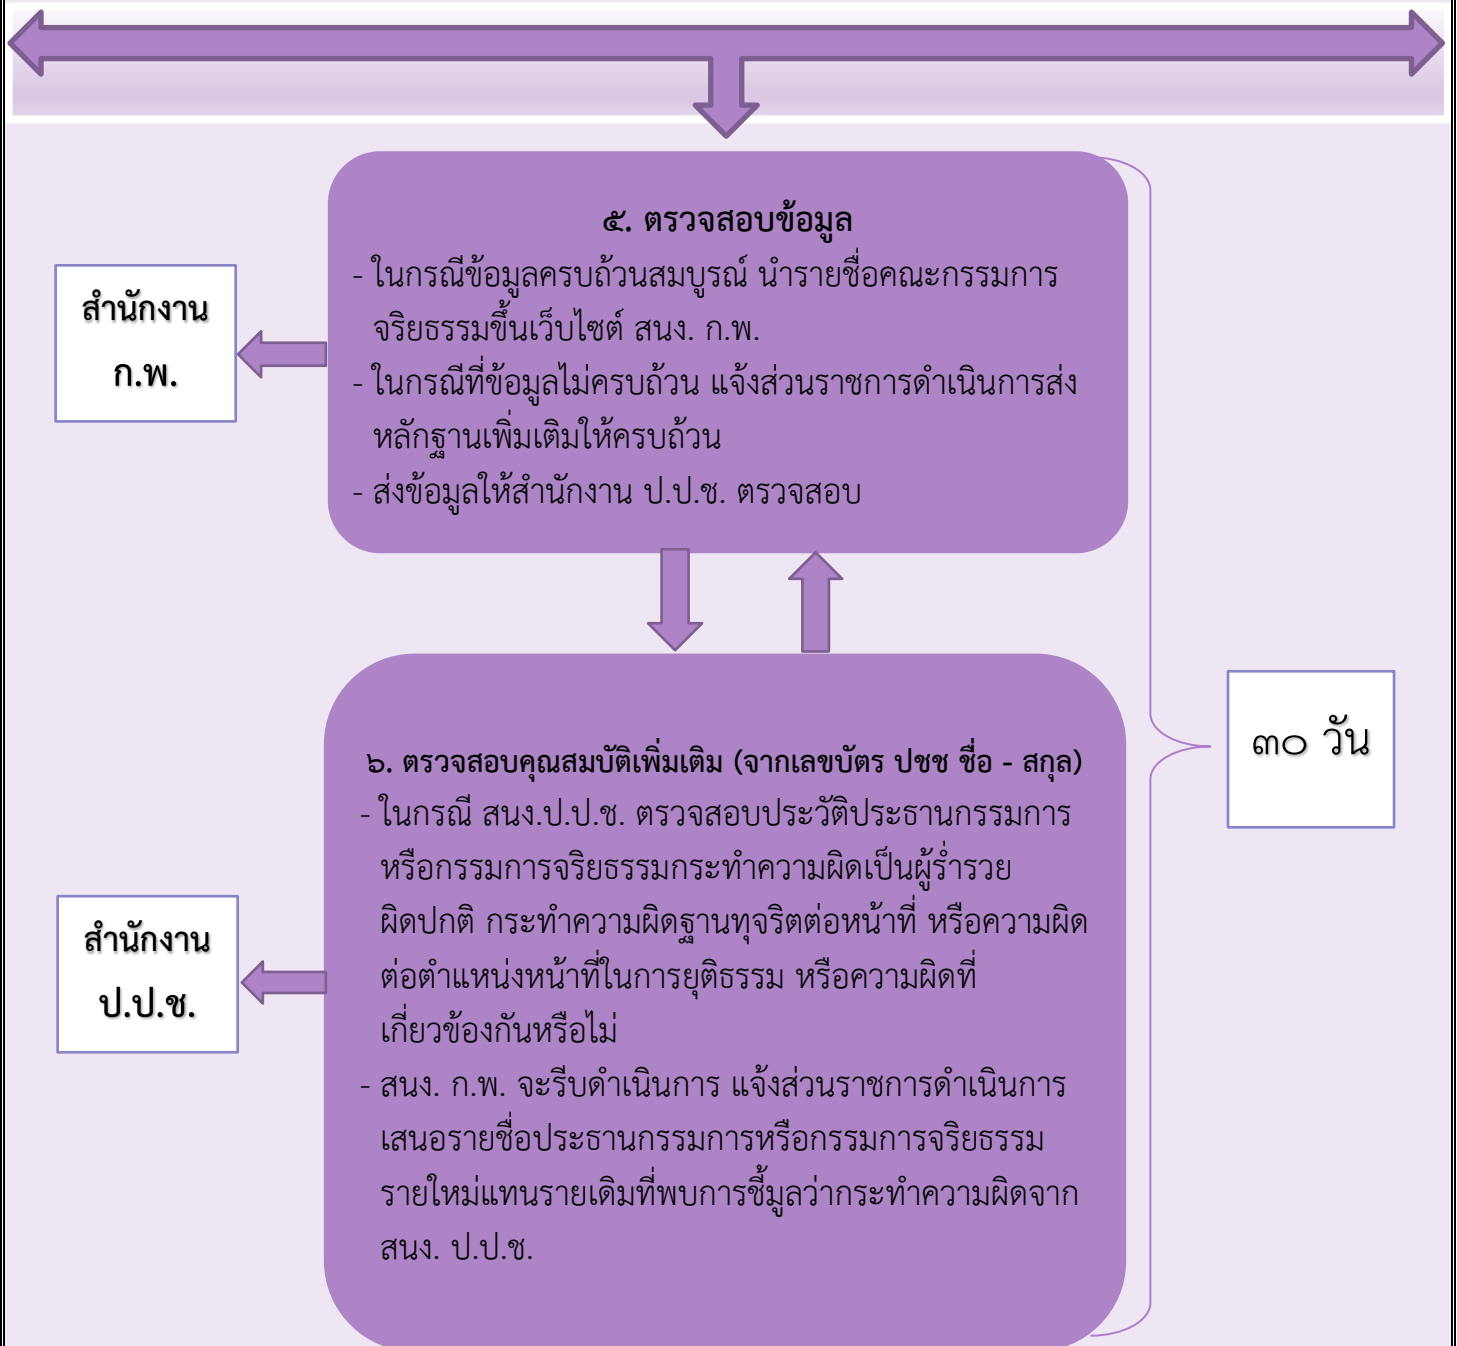 ๕. ตรวจสอบข้อมูล
- ในกรณีข้อมูลครบถ้วนสมบูรณ์ นำรายชื่อคณะกรรมการ
จริยธรรมขึ้นเว็บไซต์ สนง. ก.พ.
- ในกรณีที่ข้อมูลไม่ครบถ้วน แจ้งส่วนราชการดำเนินการส่ง
หลักฐานเพิ่มเติมให้ครบถ้วน
- ส่งข้อมูลให้สำนักงาน ป.ป.ช. ตรวจสอบ
สำนักงาน
ก.พ.
๖. ตรวจสอบคุณสมบัติเพิ่มเติม (จากเลขบัตร ปชช ชื่อ - สกุล)
- ในกรณี สนง.ป.ป.ช. ตรวจสอบประวัติประธานกรรมการ
หรือกรรมการจริยธรรมกระทำความผิดเป็นผู้ร่ำรวย
ผิดปกติ กระทำความผิดฐานทุจริตต่อหน้าที่ หรือความผิด
ต่อตำแหน่งหน้าที่ในการยุติธรรม หรือความผิดที่
เกี่ยวข้องกันหรือไม่
- สนง. ก.พ. จะรีบดำเนินการ แจ้งส่วนราชการดำเนินการ
เสนอรายชื่อประธานกรรมการหรือกรรมการจริยธรรม
รายใหม่แทนรายเดิมที่พบการชี้มูลว่ากระทำความผิดจาก
สนง. ป.ป.ช.
สำนักงาน
ป.ป.ช.
๓๐ วัน